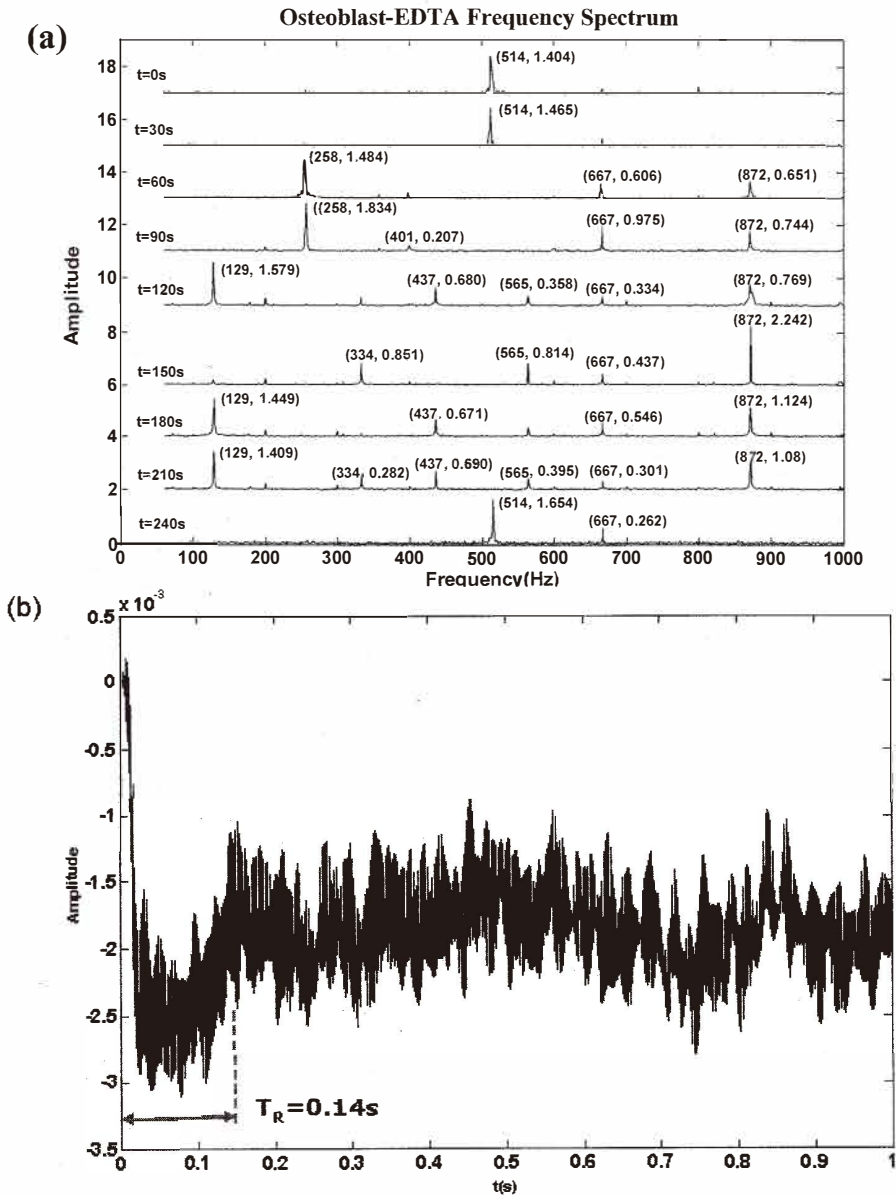 Osteoblast-EDTA Frequency Spectrum
(a)
18
t=0s
(514, 1.404)
16
t=30s
(514, 1.465)
14
t=60s
(258, 1.484)
(667, 0.606)
(872, 0.651)
12
t=90s
((258, 1.834)
(401, 0.207)
(667, 0.975)
(872, 0.744)
10
t=120s
(129, 1.579)
(437, 0.680)
(565, 0.358)
(667, 0.334)
(872, 0.769)
8
t=150s
(334, 0.851)
(565, 0.814)
(667, 0.437)
(872, 2.242)
6
t=180s
(129, 1.449)
(437. 0.671)
(667, 0.546)
(872, 1.124)
4
t=210s
(129, 1.409)
(334, 0.282)
(437, 0.690)
(565, 0.395)
(667, 0.301)
(872, 1.08)
2
t=240s
(514, 1.654)
(667, 0.262)
0
Amplitude
0 100 200 300 400 500 600 700 800 900 1000
Frequency(Hz)
(b)
x 10-3
0.5
0
-0.5
-1
-1.5
-2
-2.5
-3
-3.5
Amplitude
TR=0.14s
0 0.1 0.2 0.3 0.4 0.5 0.6 0.7 0.8 0.9 1
t(s)